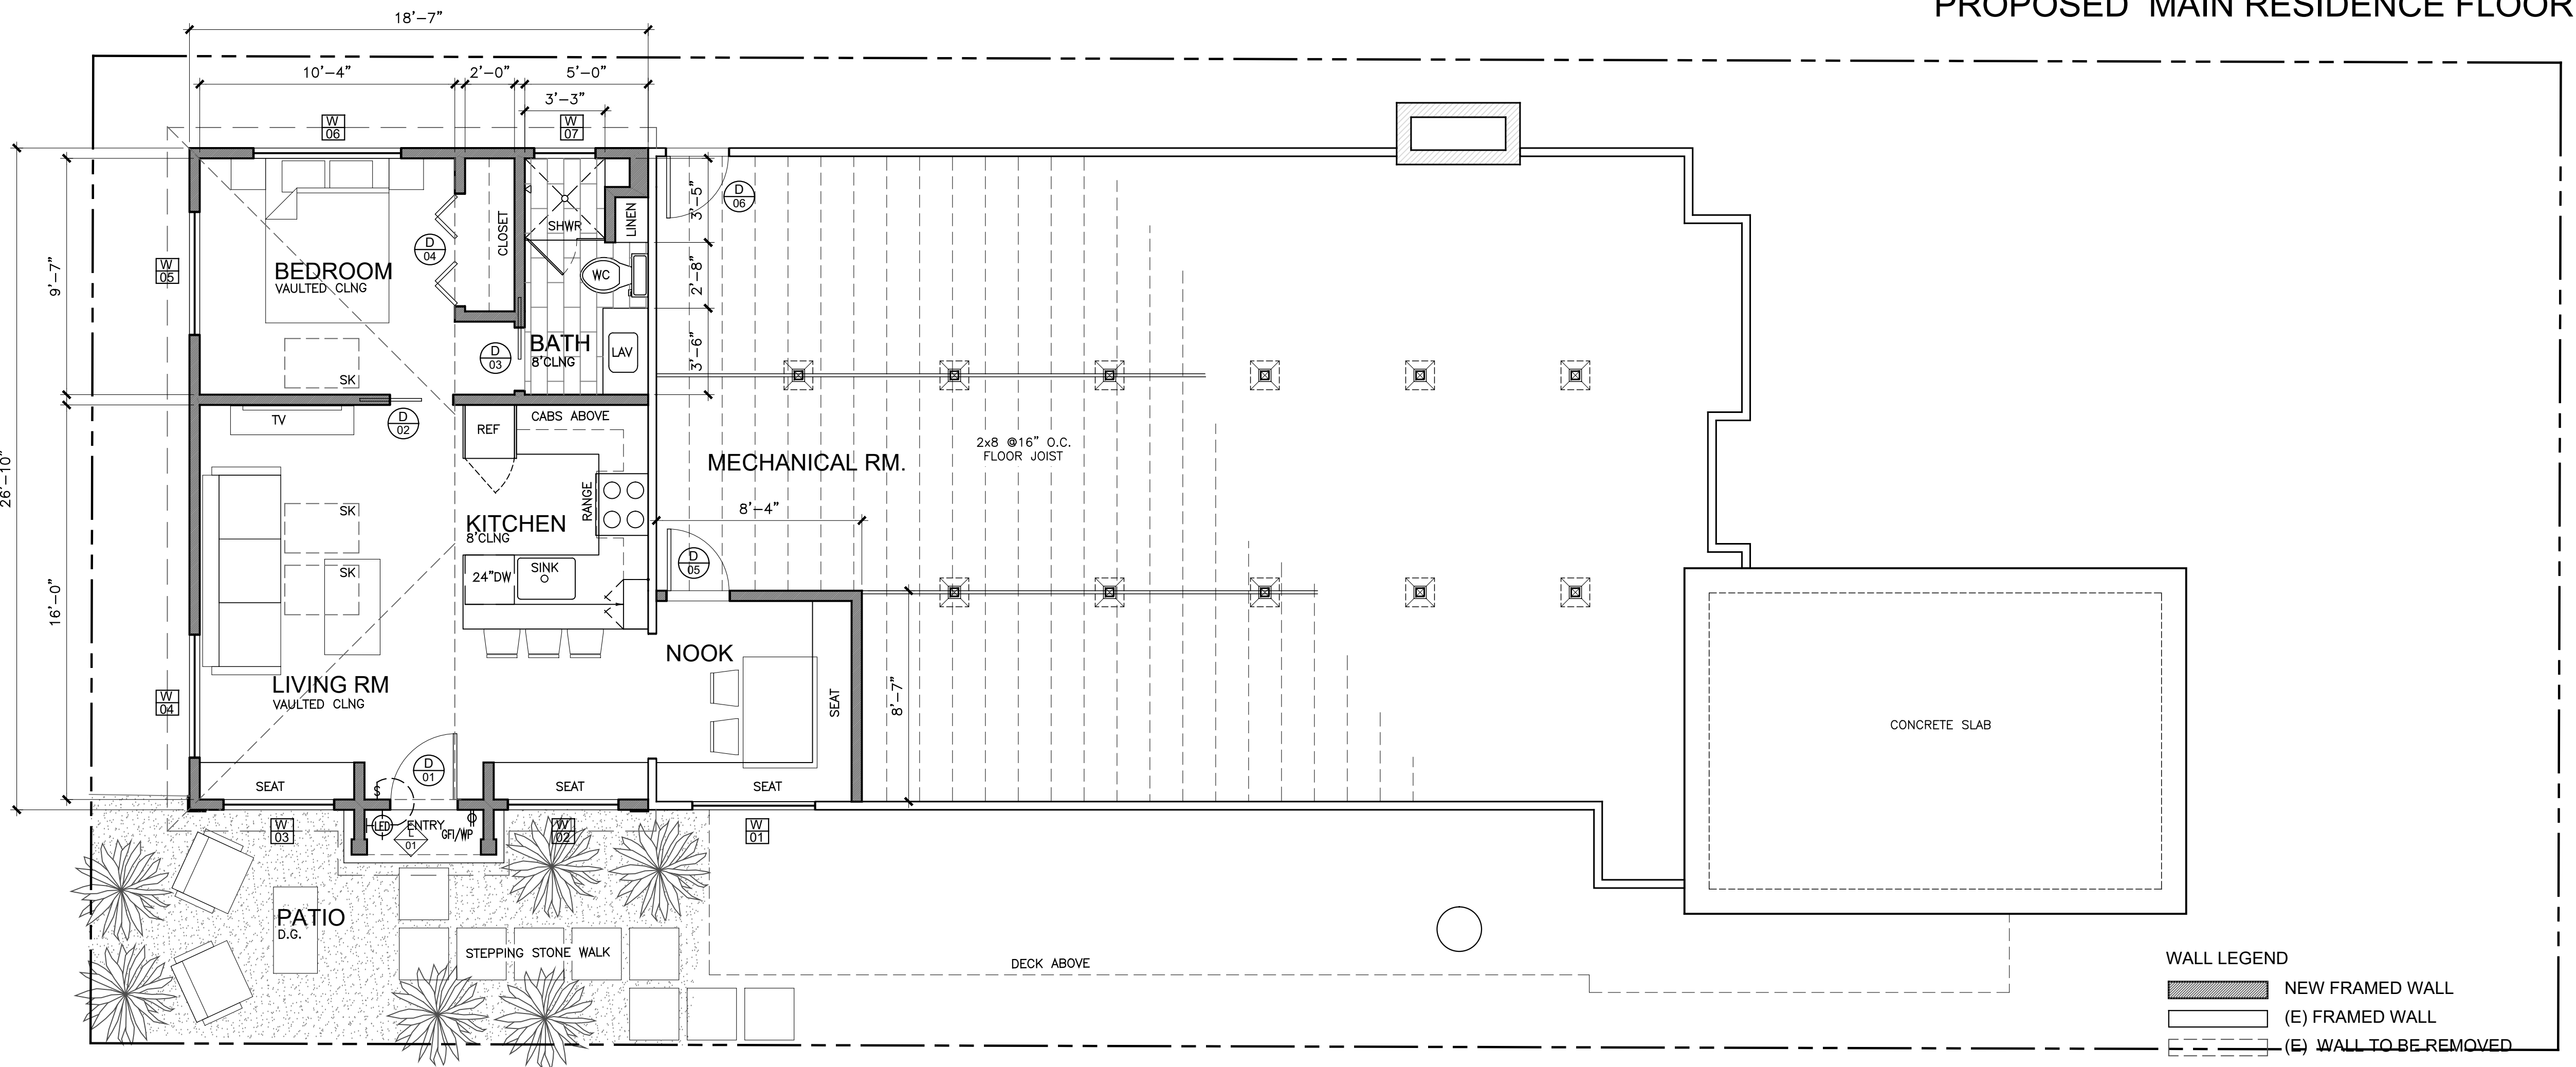 PROPOSED MAIN RESIDENCE FLOOR
18'-7"
10'-4"
2'-0"
5'-0"
3'-3"
W
06
W
07
D
06
3'-5"
LINEN
SHWR
CLOSET
D
04
BEDROOM
VAULTED CLNG
W
05
9'-7"
WC
2'-8"
BATH
8'CLNG
LAV
3'-6"
D
03
SK
TV
D
02
REF
CABS ABOVE
26'-10"
MECHANICAL RM.
2x8 @16" O.C.
FLOOR JOIST
SK
RANGE
KITCHEN
8'CLNG
8'-4"
D
05
SK
24"DW
SINK
16'-0"
NOOK
LIVING RM
VAULTED CLNG
W
04
SEAT
8'-7"
CONCRETE SLAB
D
01
SEAT
S
SEAT
SEAT
LED
ENTRY
L
01
GFI/WP
W
03
W
02
W
01
PATIO
D.G.
STEPPING STONE WALK
DECK ABOVE
WALL LEGEND
NEW FRAMED WALL
(E) FRAMED WALL
(E) WALL TO BE REMOVED